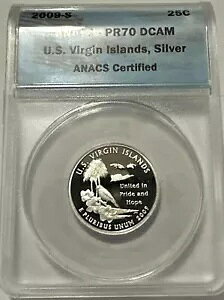 2009-S 25C
PR70 DCAM
U.S. Virgin Islands, Silver
ANACS Certified
U.S. VIRGIN ISLANDS
United in
Pride and
Hope
E PLURIBUS UNUM 2009